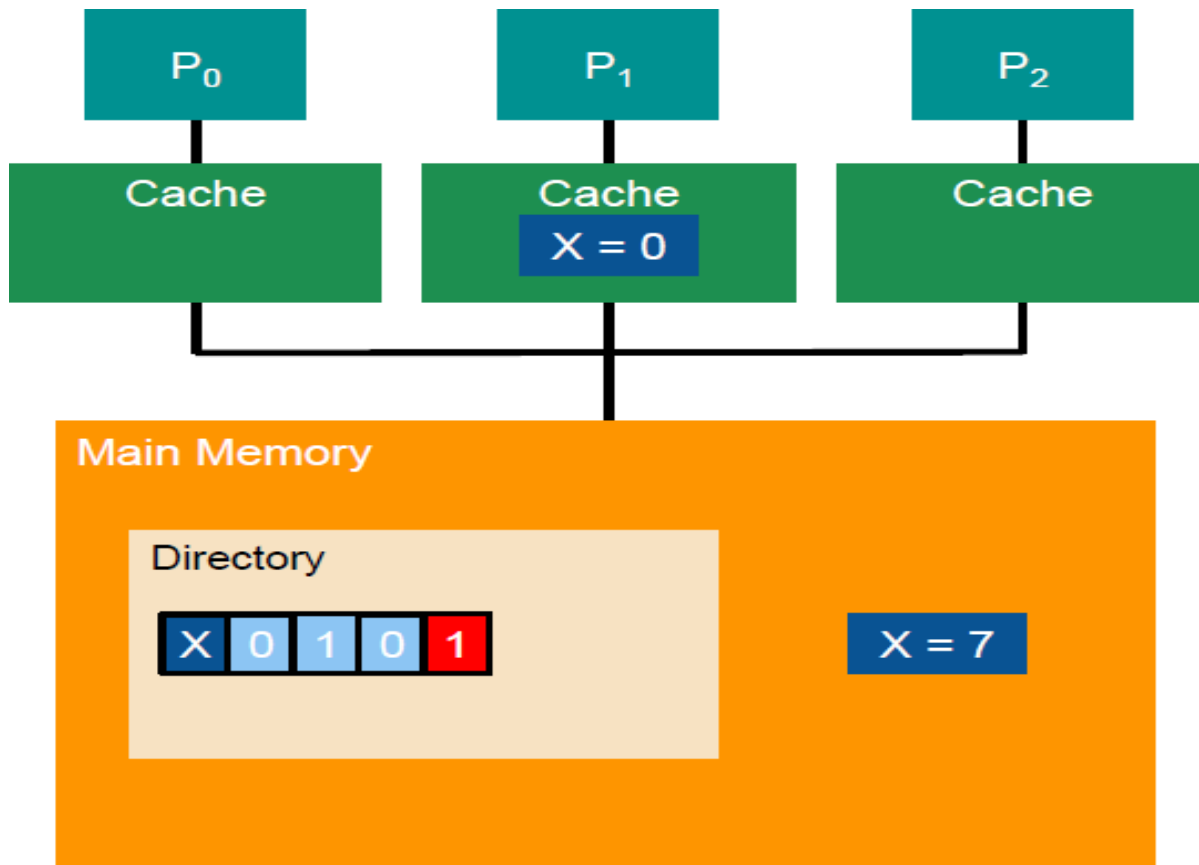 P₀ P₁ P₂
Cache Cache Cache
X = 0
Main Memory
Directory
X 0 1 0 1 X = 7